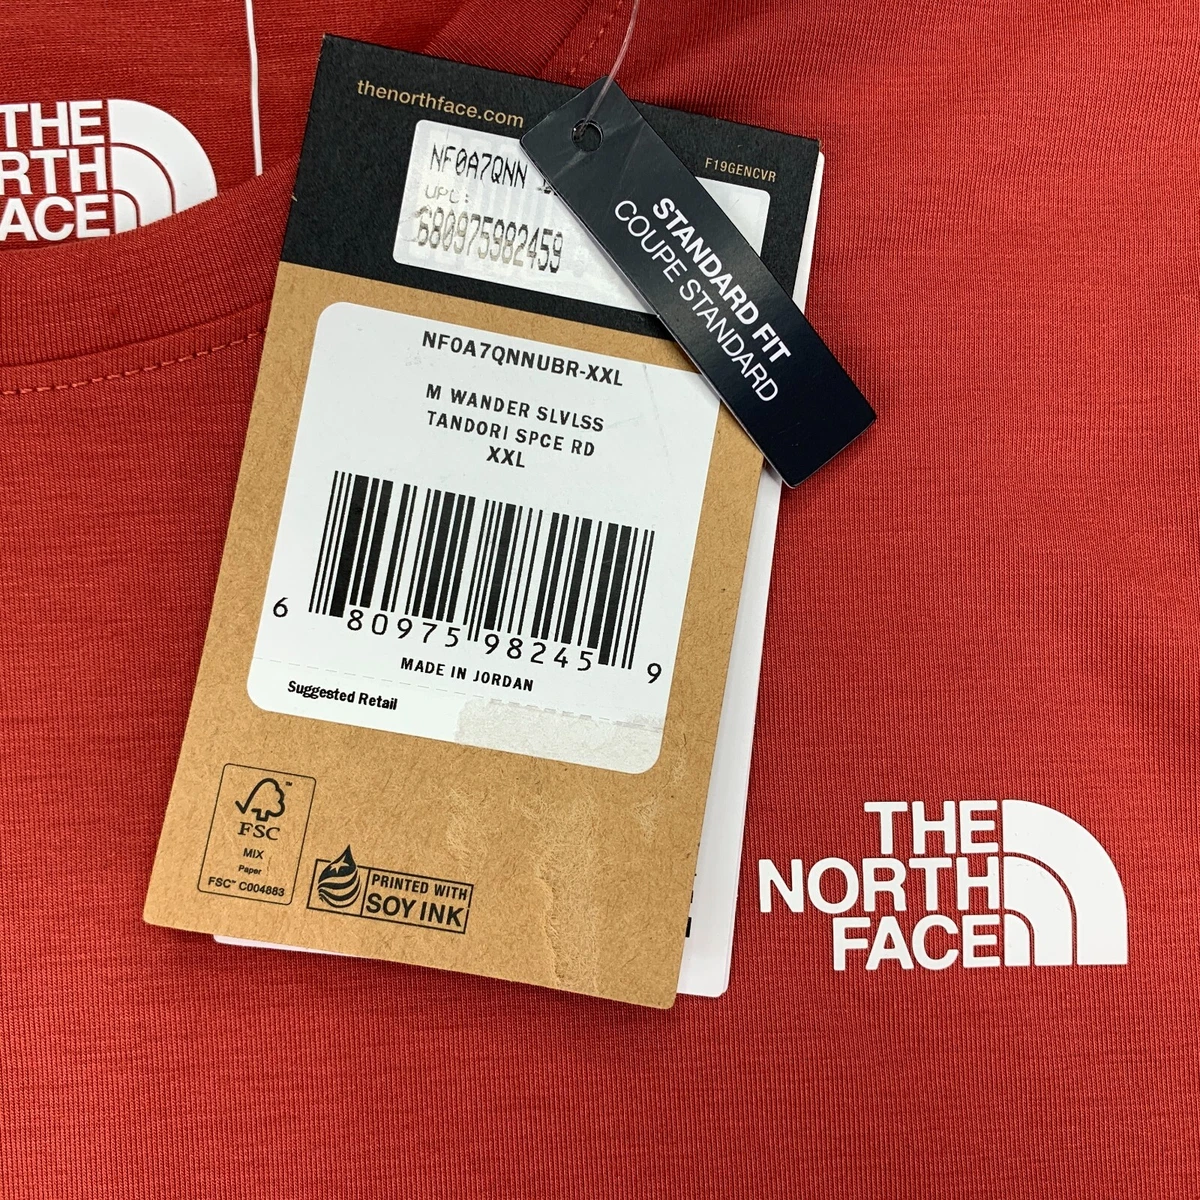 THE
NORTH
FACE
thenorthface.com
F19GENCVR
NF0A7QNN
UPC:
680975982459
STANDARD FIT
COUPE STANDARD
NF0A7QNNUBR-XXL
M WANDER SLVLSS
TANDORI SPCE RD
XXL
6 80975 98245 9
MADE IN JORDAN
Suggested Retail
FSC
MIX
Paper
FSC™ C004883
PRINTED WITH
SOY INK
THE
NORTH
FACE